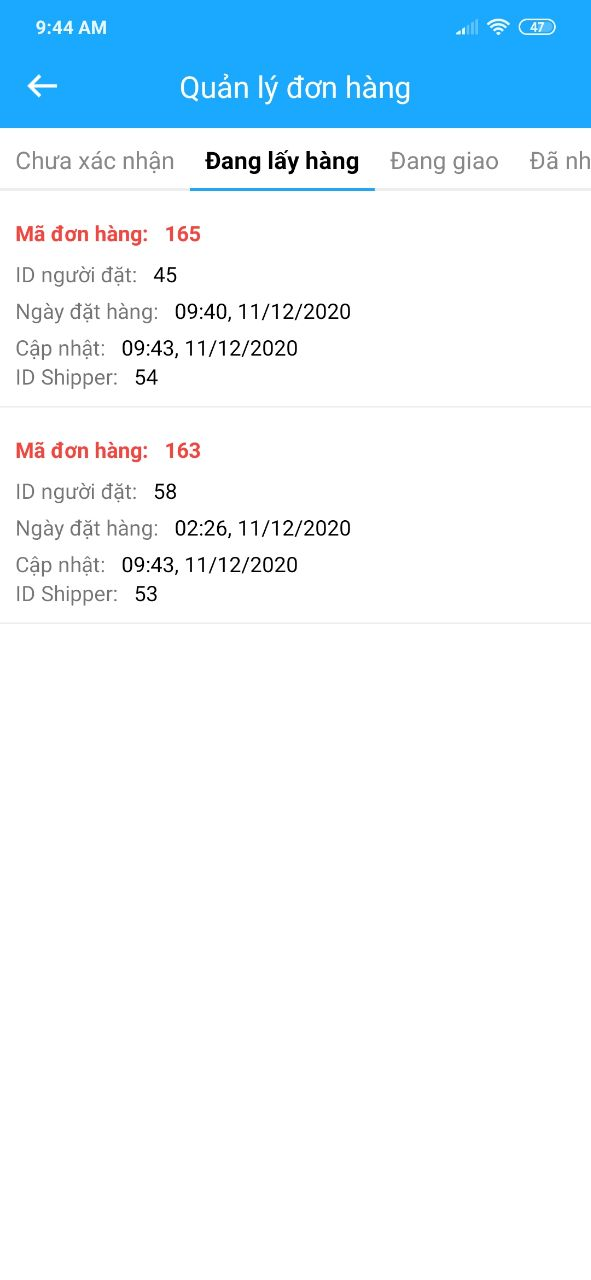 9:44 AM 47
Quản lý đơn hàng
Chưa xác nhận Đang lấy hàng Đang giao Đã nh
Mã đơn hàng: 165
ID người đặt: 45
Ngày đặt hàng: 09:40, 11/12/2020
Cập nhật: 09:43, 11/12/2020
ID Shipper: 54
Mã đơn hàng: 163
ID người đặt: 58
Ngày đặt hàng: 02:26, 11/12/2020
Cập nhật: 09:43, 11/12/2020
ID Shipper: 53